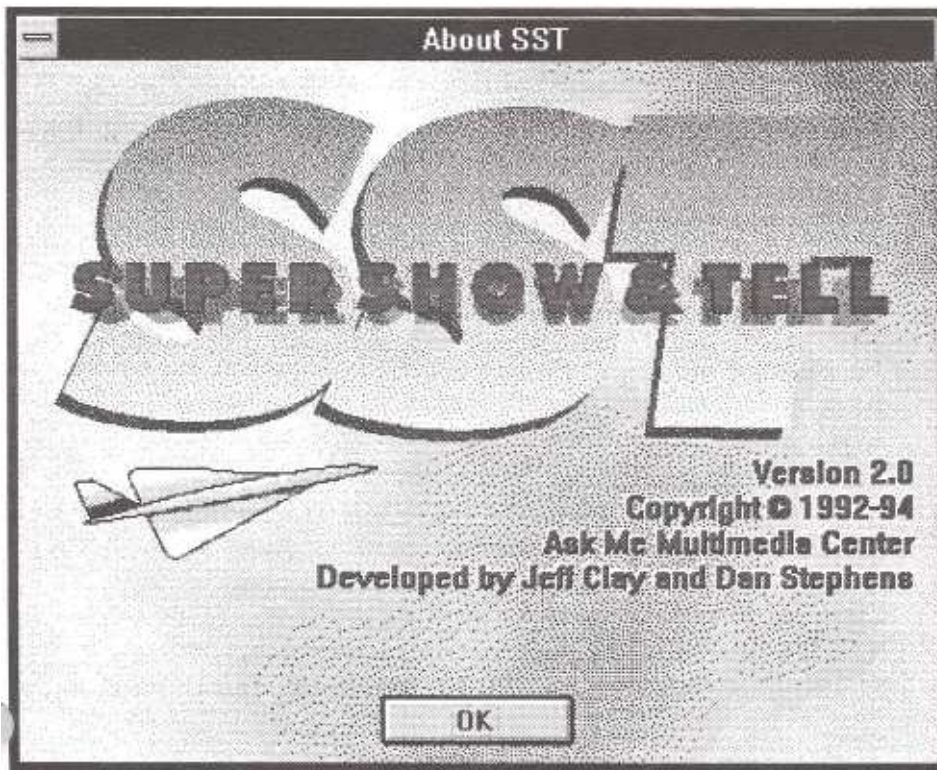 About SST
SST
SUPER SHOW & TELL
Version 2.0
Copyright © 1992-94
Ask Me Multimedia Center
Developed by Jeff Clay and Dan Stephens
OK